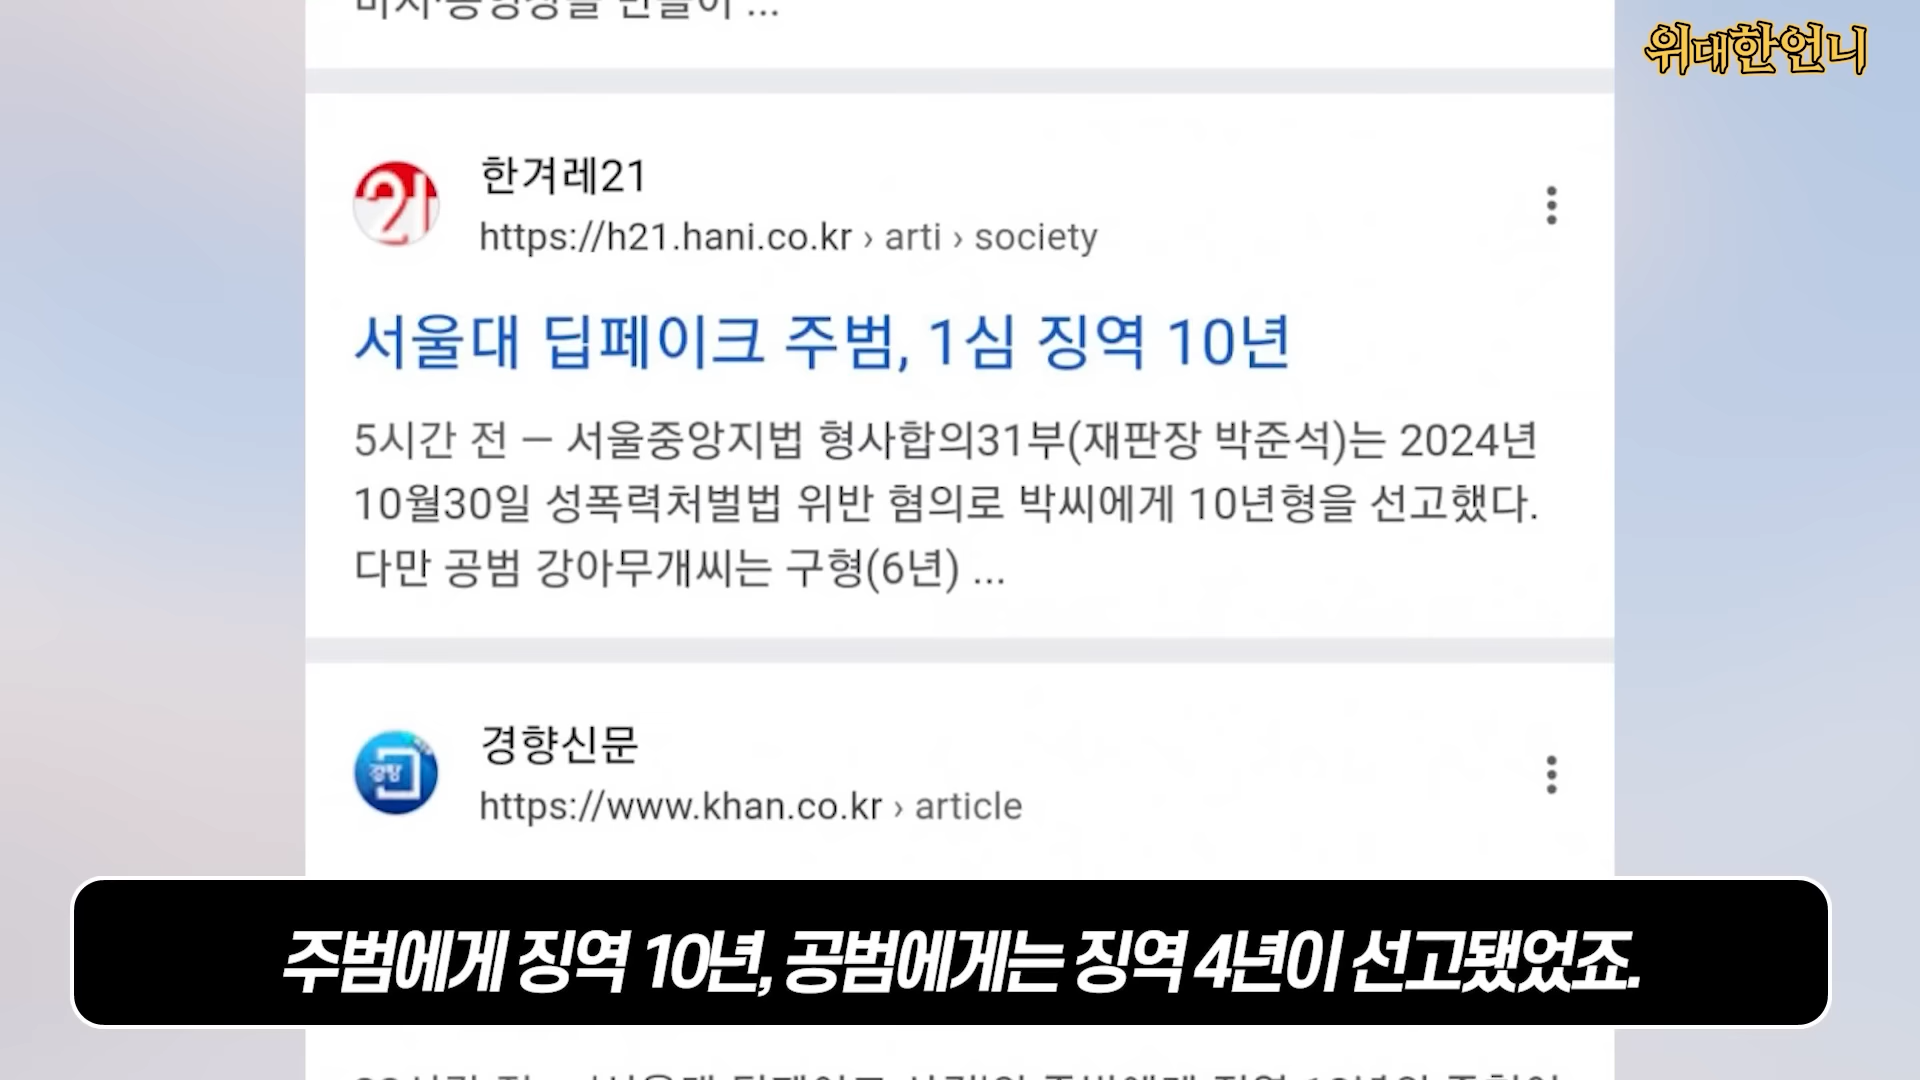 위대한언니
한겨레21
https://h21.hani.co.kr › arti › society
서울대 딥페이크 주범, 1심 징역 10년
5시간 전 — 서울중앙지법 형사합의31부(재판장 박준석)는 2024년
10월30일 성폭력처벌법 위반 혐의로 박씨에게 10년형을 선고했다.
다만 공범 강아무개씨는 구형(6년) ...
경향신문
https://www.khan.co.kr › article
주범에게 징역 10년, 공범에게는 징역 4년이 선고됐었죠.